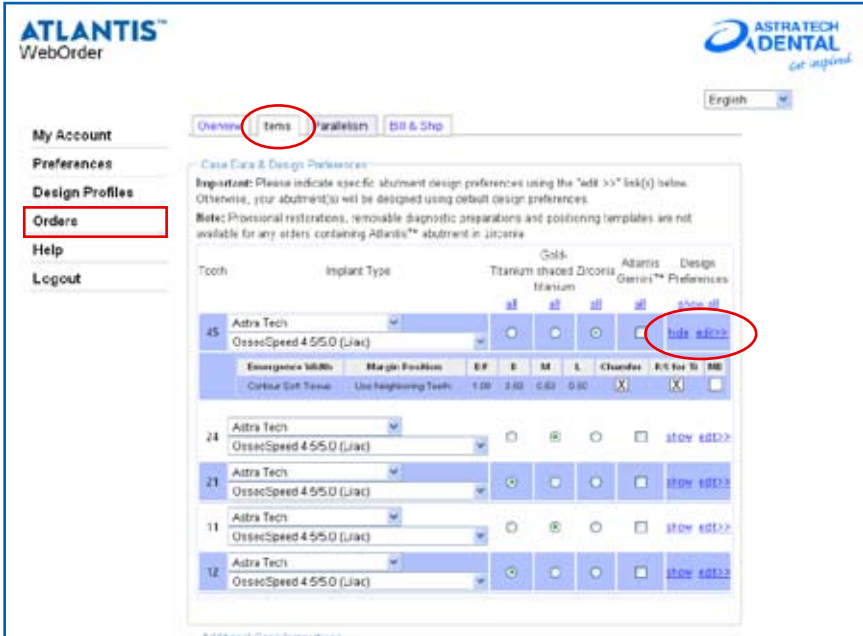 ATLANTIS™
WebOrder
ASTRATECH
DENTAL
Get inspired
English
My Account
Preferences
Design Profiles
Orders
Help
Logout
Overview Items Parallelism Bill & Ship
Case Data & Design Preferences
Important: Please indicate specific abutment design preferences using the "edit >>" link(s) below.
Otherwise, your abutment(s) will be designed using default design preferences.
Note: Provisional restorations, removable diagnostic preparations and positioning templates are not
available for any orders containing Atlantis™ abutment in zirconia
Tooth Implant Type Titanium Gold-shaded titanium Zirconia Atlantis Gemini™ Design Preferences
all all all all show all
45 Astra Tech
OsseoSpeed 4.5/5.0 (Lilac)
hide edit>>
Emergence Width Margin Position B/F D M L Chamfer R/S for Ti MB
Contour Soft Tissue Use Neighboring Teeth 1.00 0.50 X X
24 Astra Tech
OsseoSpeed 4.5/5.0 (Lilac)
show edit>>
21 Astra Tech
OsseoSpeed 4.5/5.0 (Lilac)
show edit>>
11 Astra Tech
OsseoSpeed 4.5/5.0 (Lilac)
show edit>>
12 Astra Tech
OsseoSpeed 4.5/5.0 (Lilac)
show edit>>